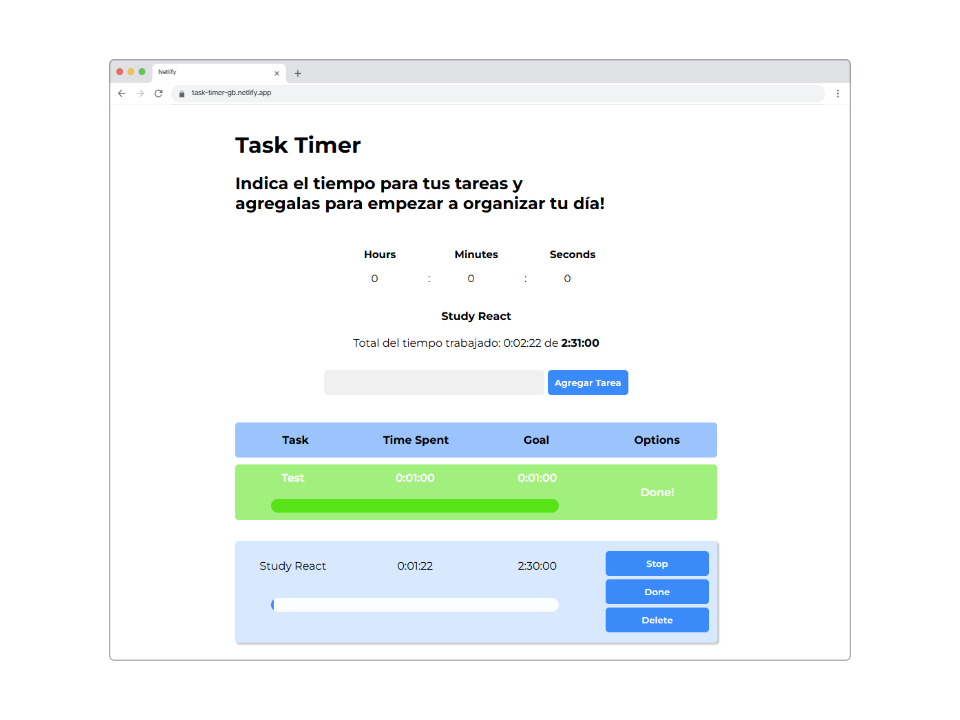 Netlify
task-timer-gb.netlify.app
Task Timer
Indica el tiempo para tus tareas y
agregalas para empezar a organizar tu día!
Hours Minutes Seconds
0 : 0 : 0
Study React
Total del tiempo trabajado: 0:02:22 de 2:31:00
Agregar Tarea
Task Time Spent Goal Options
Test 0:01:00 0:01:00
Done!
Study React 0:01:22 2:30:00
Stop
Done
Delete